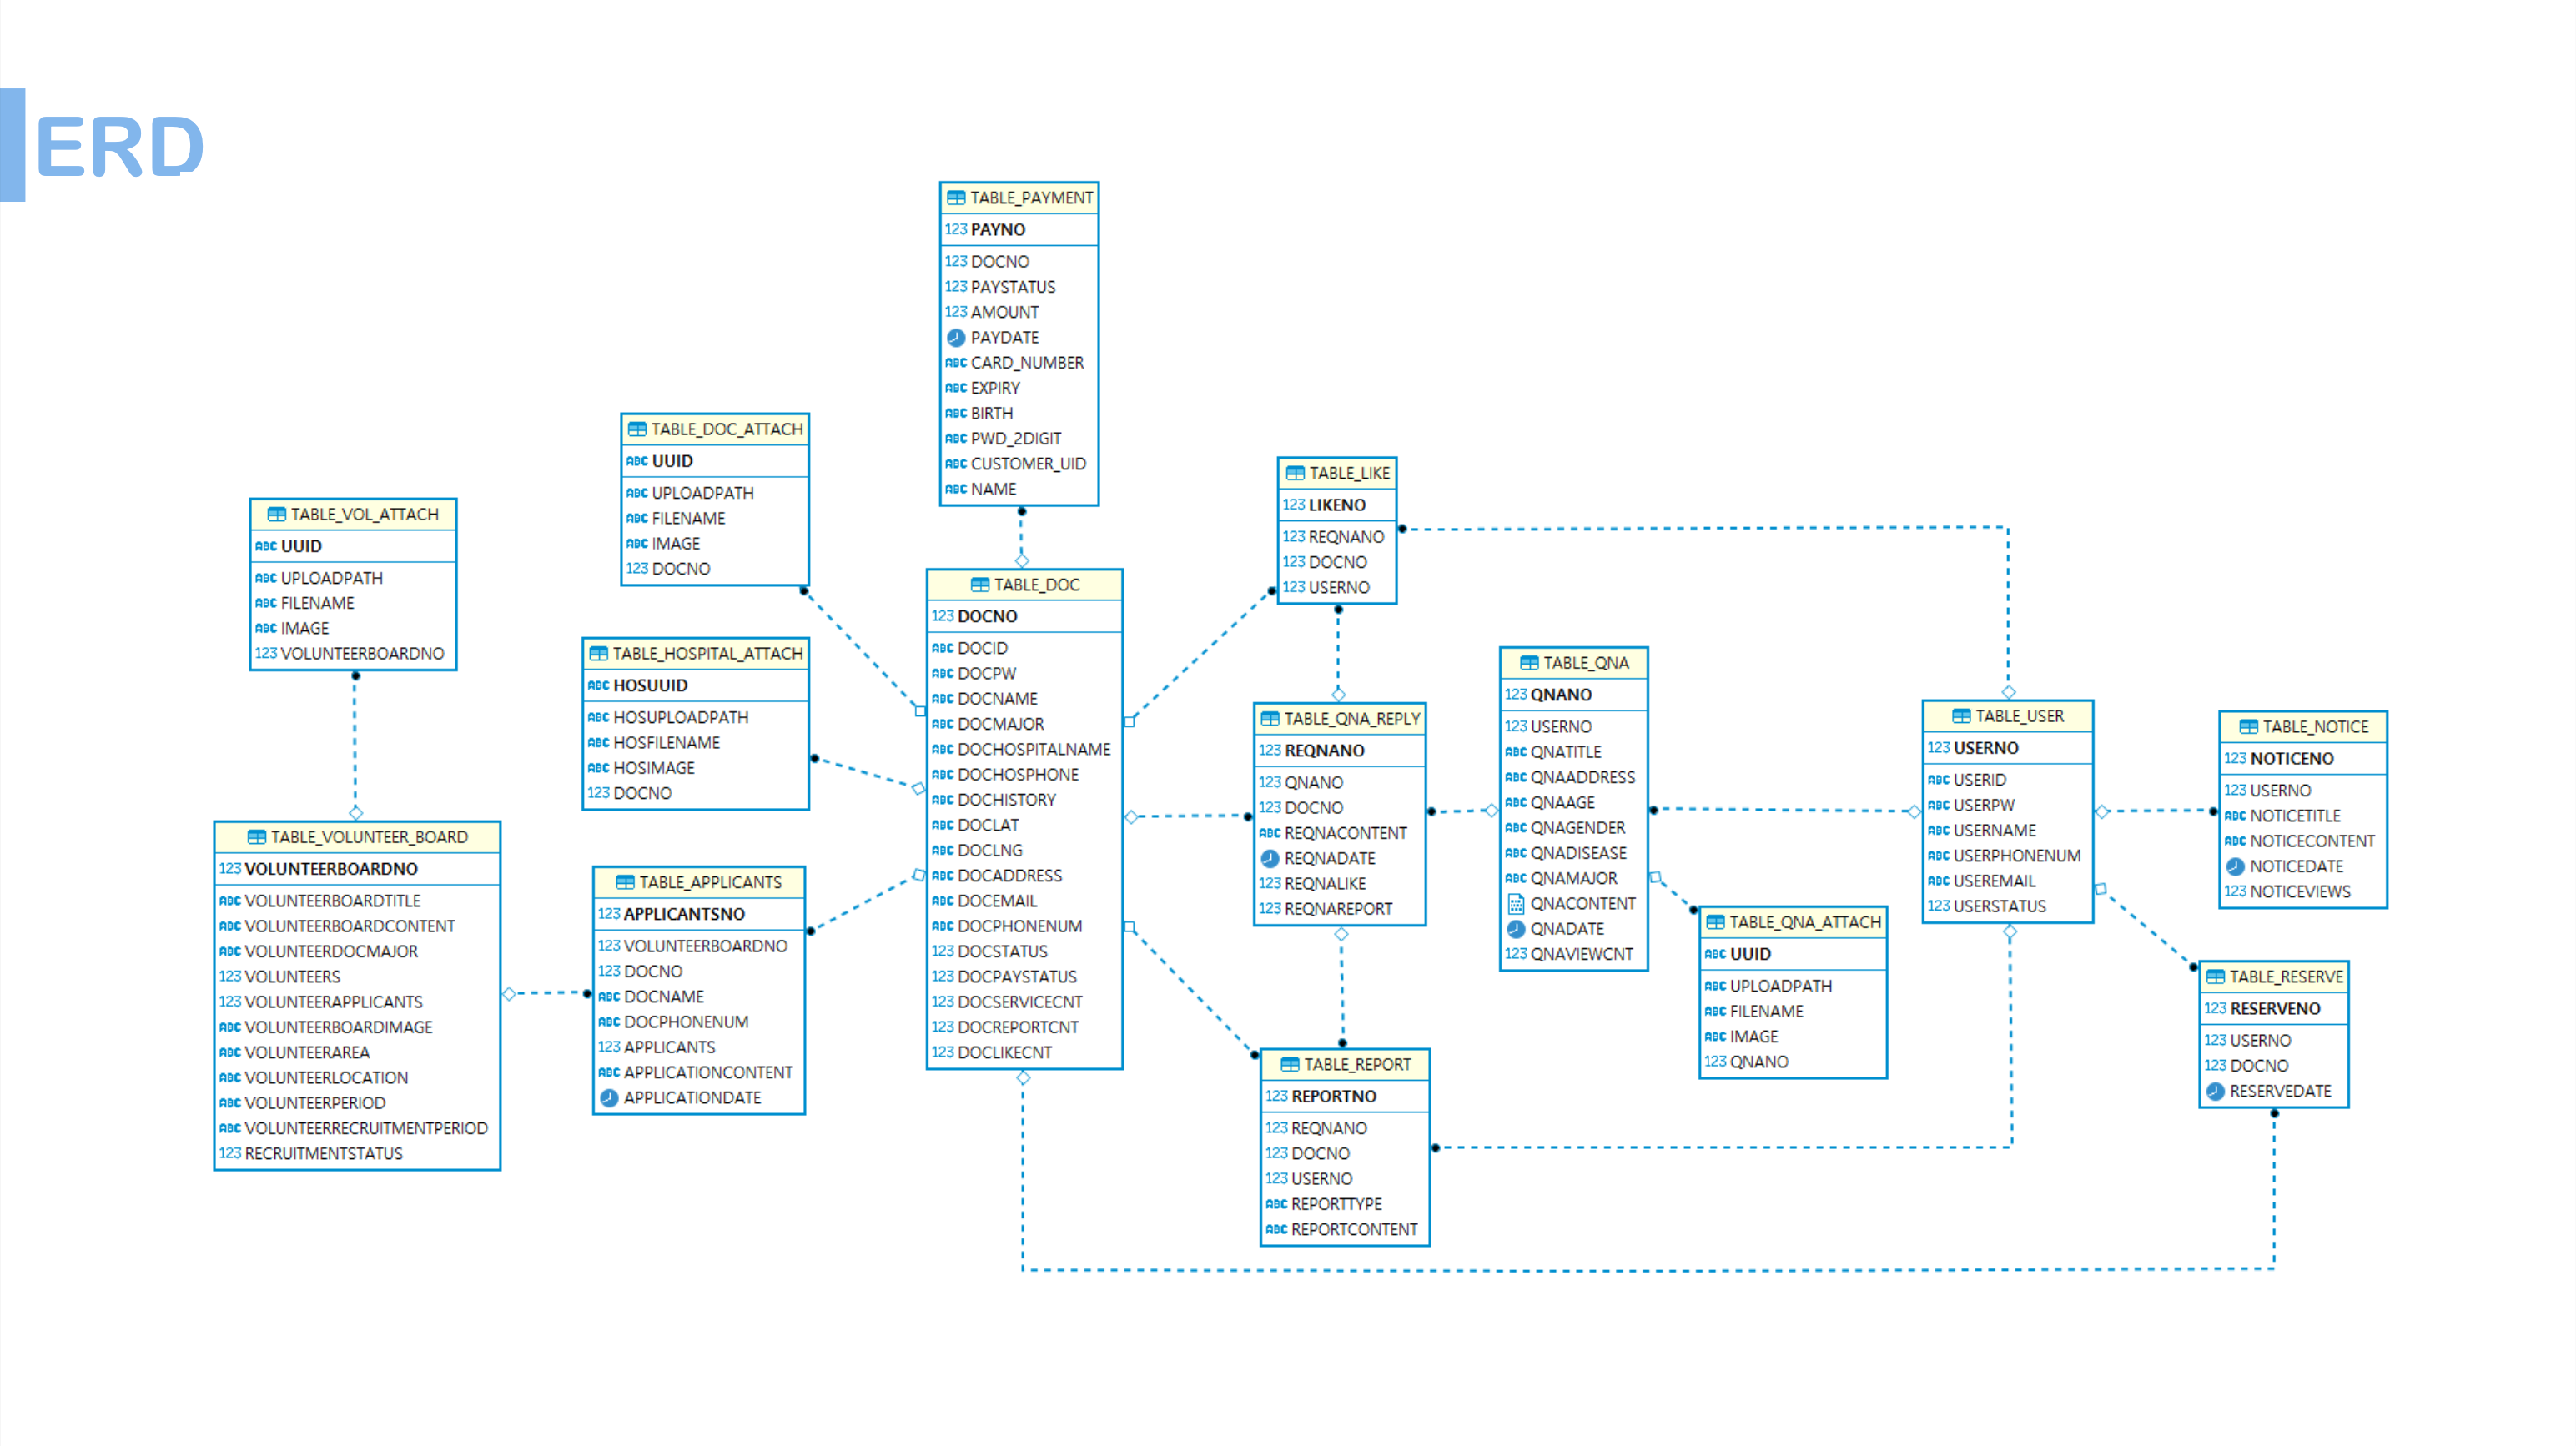 ERD
TABLE_PAYMENT
123 PAYNO
123 DOCNO
123 PAYSTATUS
123 AMOUNT
PAYDATE
ABC CARD_NUMBER
ABC EXPIRY
ABC BIRTH
ABC PWD_2DIGIT
ABC CUSTOMER_UID
ABC NAME
TABLE_DOC_ATTACH
ABC UUID
ABC UPLOADPATH
ABC FILENAME
ABC IMAGE
123 DOCNO
TABLE_LIKE
123 LIKENO
123 REQNANO
123 DOCNO
123 USERNO
TABLE_VOL_ATTACH
ABC UUID
ABC UPLOADPATH
ABC FILENAME
ABC IMAGE
123 VOLUNTEERBOARDNO
TABLE_DOC
123 DOCNO
ABC DOCID
ABC DOCPW
ABC DOCNAME
ABC DOCMAJOR
ABC DOCHOSPITALNAME
ABC DOCHOSPHONE
ABC DOCHISTORY
ABC DOCLAT
ABC DOCLNG
ABC DOCADDRESS
ABC DOCEMAIL
ABC DOCPHONENUM
123 DOCSTATUS
123 DOCPAYSTATUS
123 DOCSERVICECNT
123 DOCREPORTCNT
123 DOCLIKECNT
TABLE_HOSPITAL_ATTACH
ABC HOSUUID
ABC HOSUPLOADPATH
ABC HOSFILENAME
ABC HOSIMAGE
123 DOCNO
TABLE_QNA
123 QNANO
123 USERNO
ABC QNATITLE
ABC QNAADDRESS
ABC QNAAGE
ABC QNAGENDER
ABC QNADISEASE
ABC QNAMAJOR
QNACONTENT
QNADATE
123 QNAVIEWCNT
TABLE_QNA_REPLY
123 REQNANO
123 QNANO
123 DOCNO
ABC REQNACONTENT
REQNADATE
123 REQNALIKE
123 REQNAREPORT
TABLE_USER
123 USERNO
ABC USERID
ABC USERPW
ABC USERNAME
ABC USERPHONENUM
ABC USEREMAIL
123 USERSTATUS
TABLE_NOTICE
123 NOTICENO
123 USERNO
ABC NOTICETITLE
ABC NOTICECONTENT
NOTICEDATE
123 NOTICEVIEWS
TABLE_VOLUNTEER_BOARD
123 VOLUNTEERBOARDNO
ABC VOLUNTEERBOARDTITLE
ABC VOLUNTEERBOARDCONTENT
ABC VOLUNTEERDOCMAJOR
123 VOLUNTEERS
123 VOLUNTEERAPPLICANTS
ABC VOLUNTEERBOARDIMAGE
ABC VOLUNTEERAREA
ABC VOLUNTEERLOCATION
ABC VOLUNTEERPERIOD
ABC VOLUNTEERRECRUITMENTPERIOD
123 RECRUITMENTSTATUS
TABLE_APPLICANTS
123 APPLICANTSNO
123 VOLUNTEERBOARDNO
123 DOCNO
ABC DOCNAME
ABC DOCPHONENUM
123 APPLICANTS
ABC APPLICATIONCONTENT
APPLICATIONDATE
TABLE_QNA_ATTACH
ABC UUID
ABC UPLOADPATH
ABC FILENAME
ABC IMAGE
123 QNANO
TABLE_RESERVE
123 RESERVENO
123 USERNO
123 DOCNO
RESERVEDATE
TABLE_REPORT
123 REPORTNO
123 REQNANO
123 DOCNO
123 USERNO
ABC REPORTTYPE
ABC REPORTCONTENT